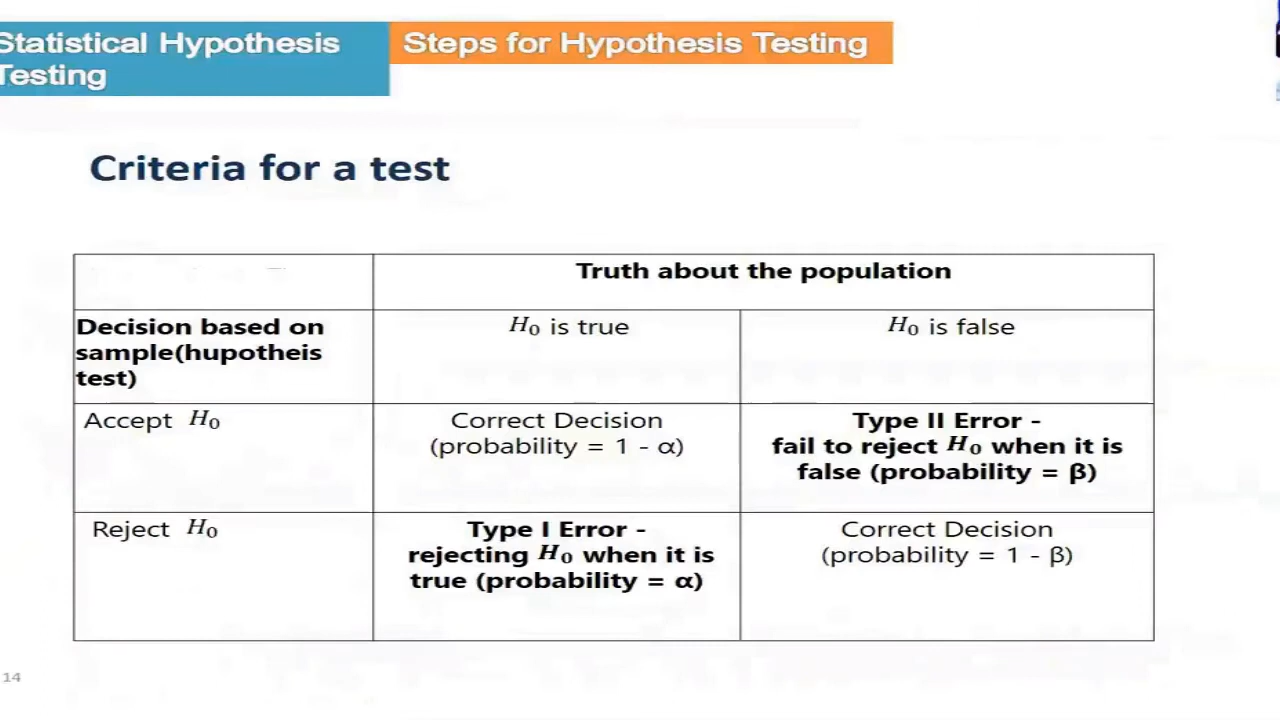 Statistical Hypothesis
Testing
Steps for Hypothesis Testing
Criteria for a test
Truth about the population
Decision based on
sample(hupotheis
test)
H₀ is true
H₀ is false
Accept H₀
Correct Decision
(probability = 1 - α)
Type II Error -
fail to reject H₀ when it is
false (probability = β)
Reject H₀
Type I Error -
rejecting H₀ when it is
true (probability = α)
Correct Decision
(probability = 1 - β)
14